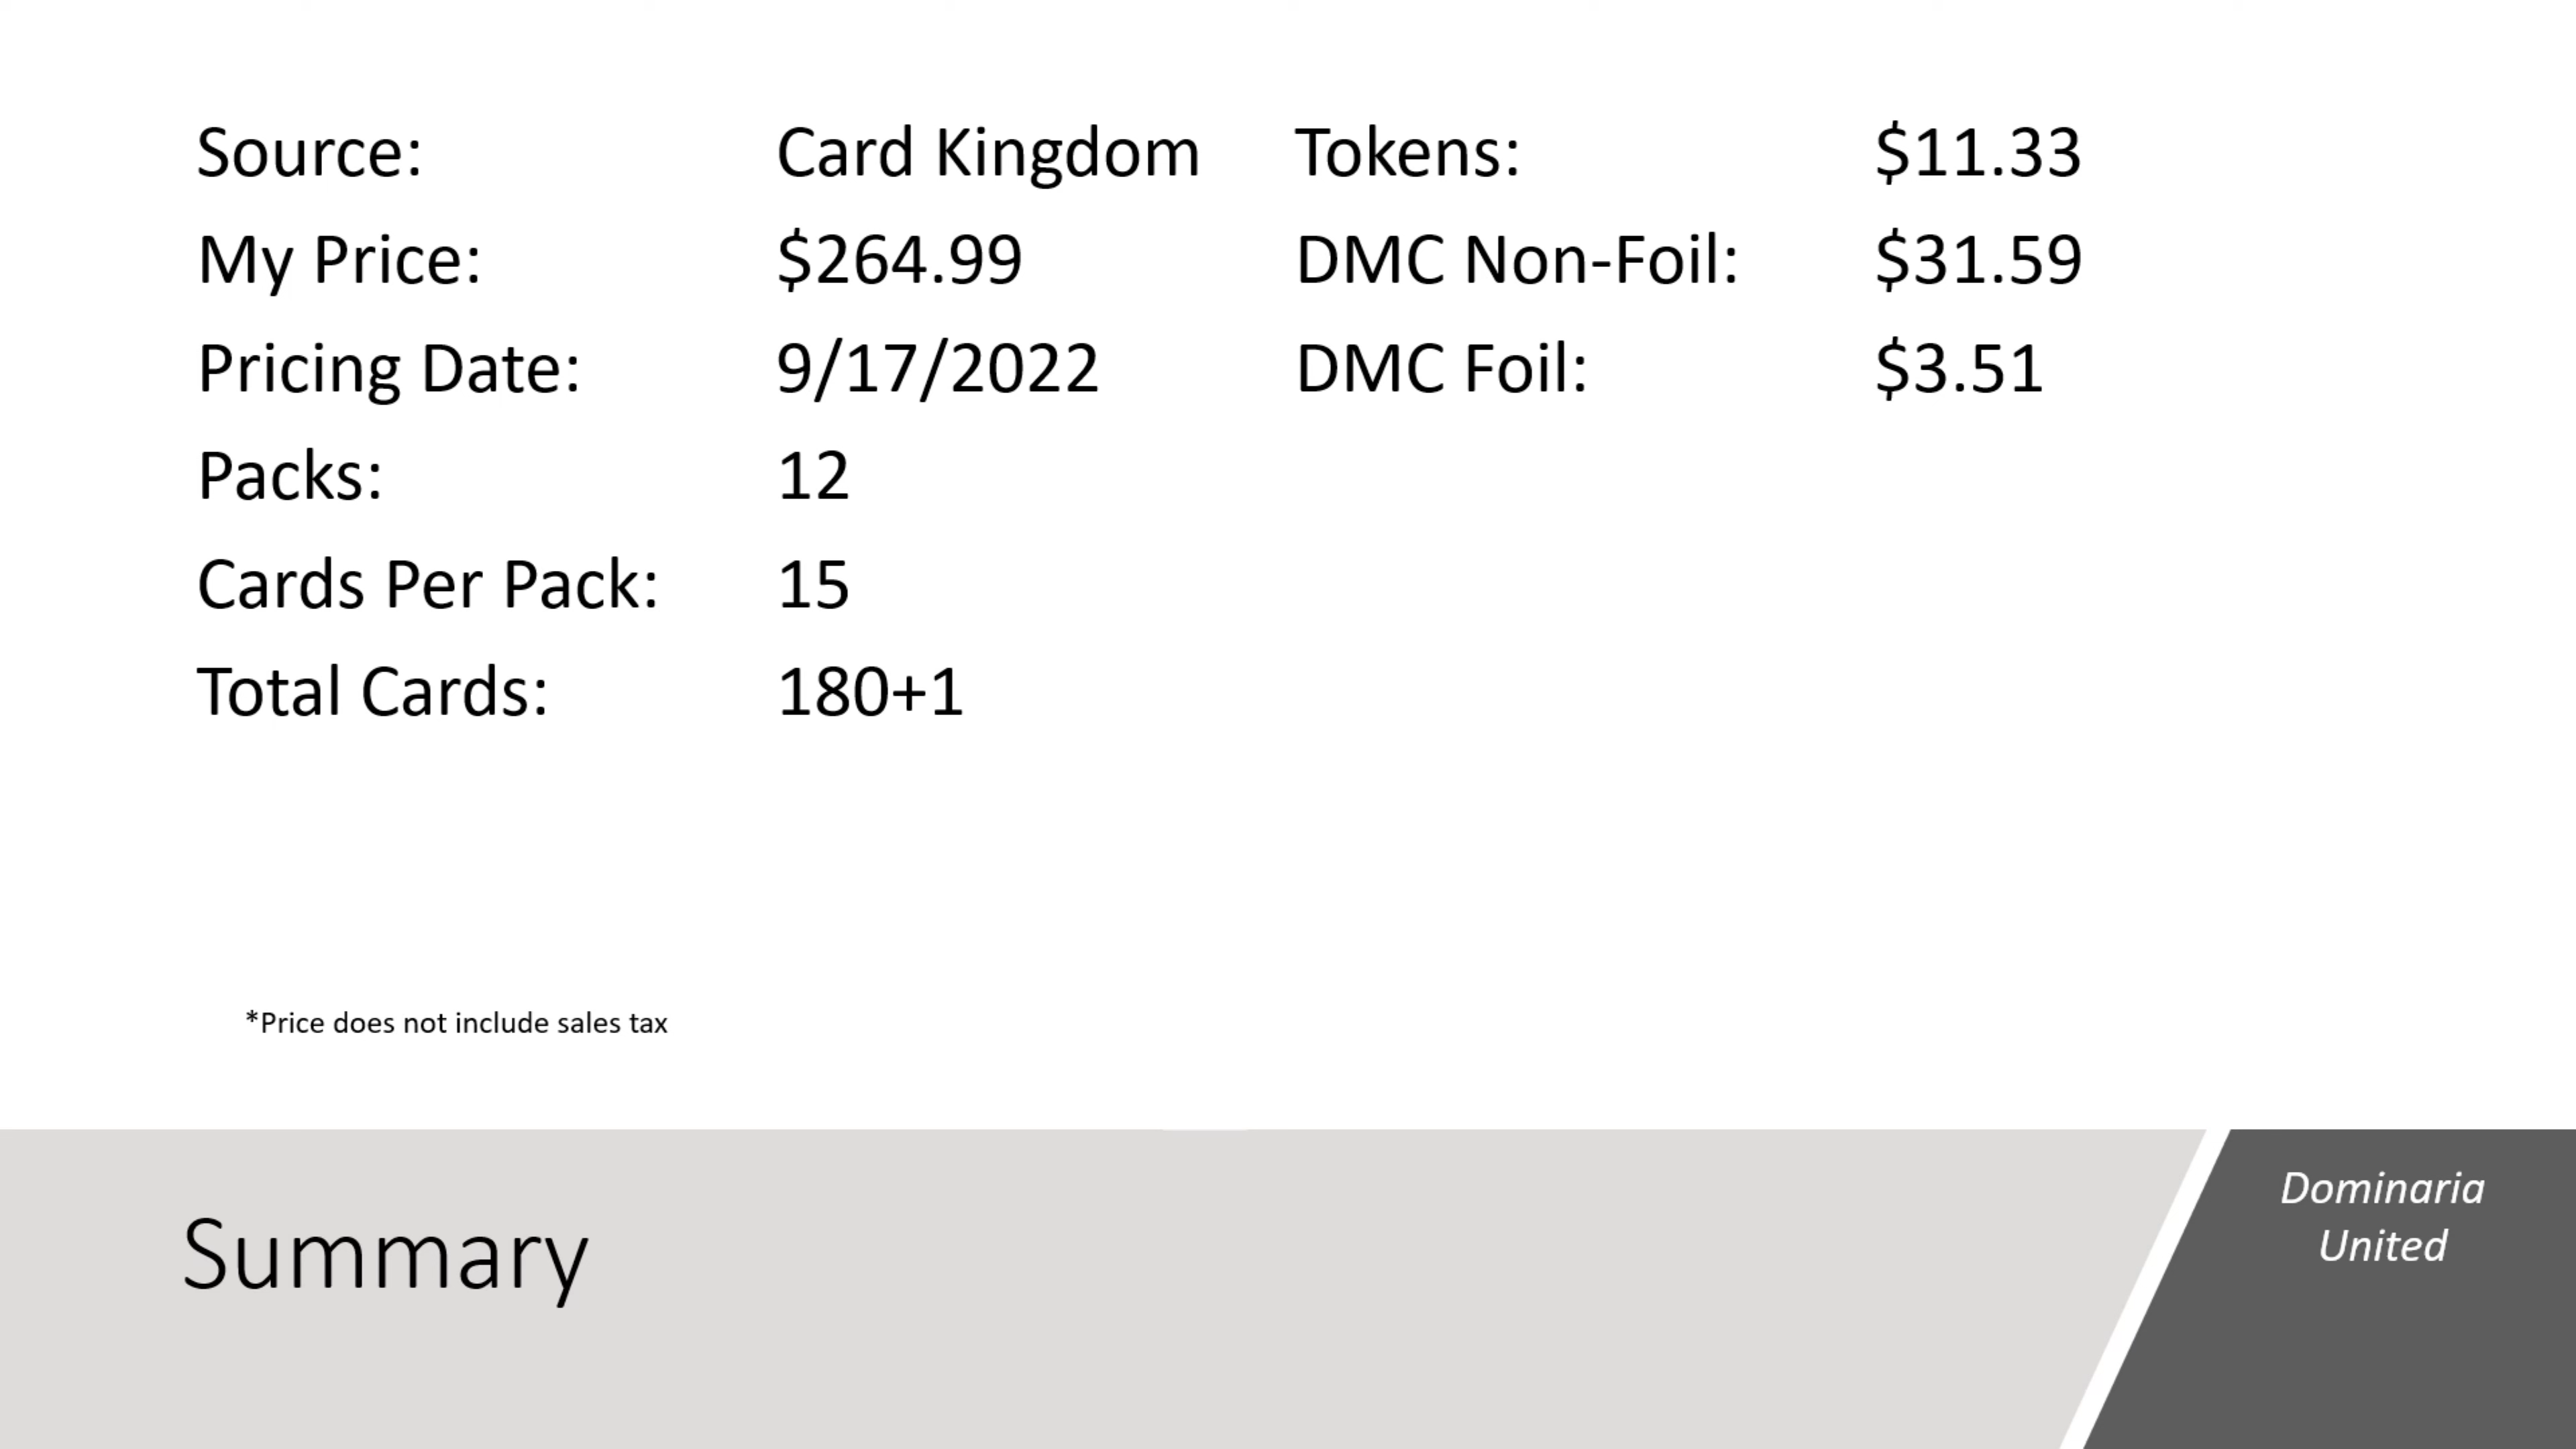 Source: Card Kingdom
My Price: $264.99
Pricing Date: 9/17/2022
Packs: 12
Cards Per Pack: 15
Total Cards: 180+1
Tokens: $11.33
DMC Non-Foil: $31.59
DMC Foil: $3.51
*Price does not include sales tax
Summary
Dominaria
United